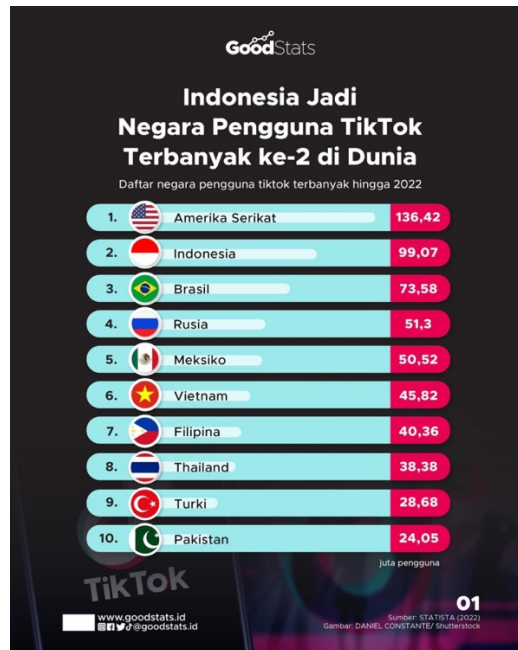 GoodStats
Indonesia Jadi
Negara Pengguna TikTok
Terbanyak ke-2 di Dunia
Daftar negara pengguna tiktok terbanyak hingga 2022
1. Amerika Serikat 136,42
2. Indonesia 99,07
3. Brasil 73,58
4. Rusia 51,3
5. Meksiko 50,52
6. Vietnam 45,82
7. Filipina 40,36
8. Thailand 38,38
9. Turki 28,68
10. Pakistan 24,05
juta pengguna
TikTok
01
www.goodstats.id
@goodstats.id
Sumber: STATISTA (2022)
Gambar: DANIEL CONSTANTE/ Shutterstock